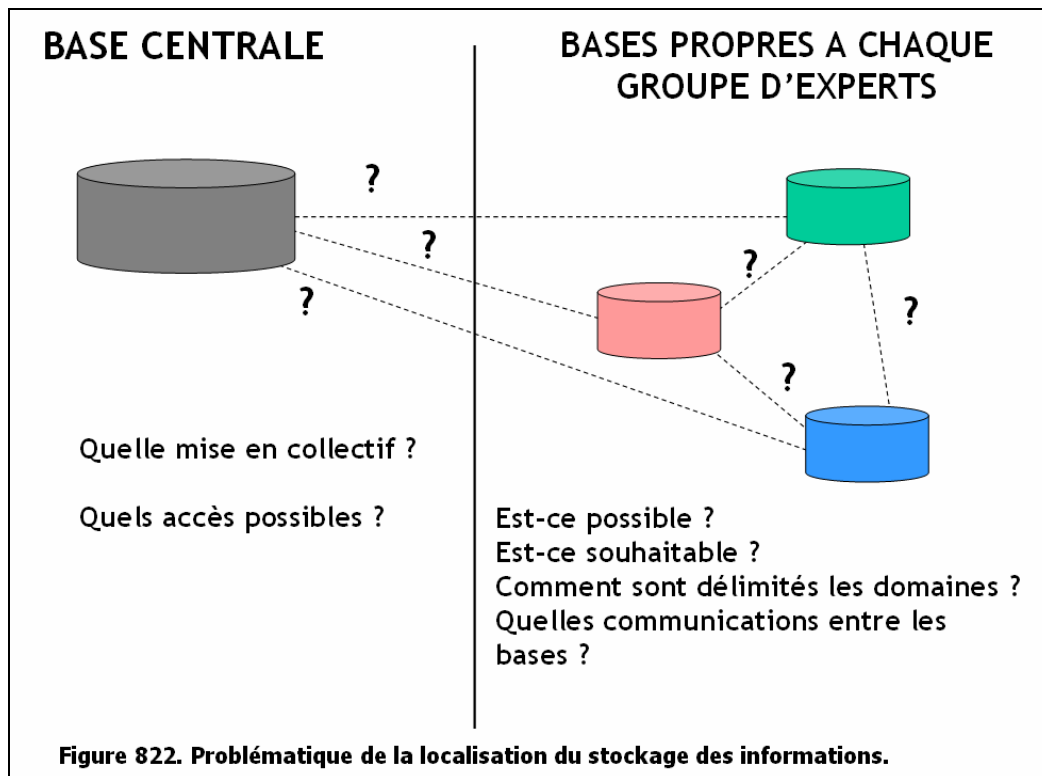 BASE CENTRALE
BASES PROPRES A CHAQUE
GROUPE D'EXPERTS
?
?
?
?
?
?
Quelle mise en collectif ?
Quels accès possibles ?
Est-ce possible ?
Est-ce souhaitable ?
Comment sont délimités les domaines ?
Quelles communications entre les
bases ?
Figure 822. Problématique de la localisation du stockage des informations.